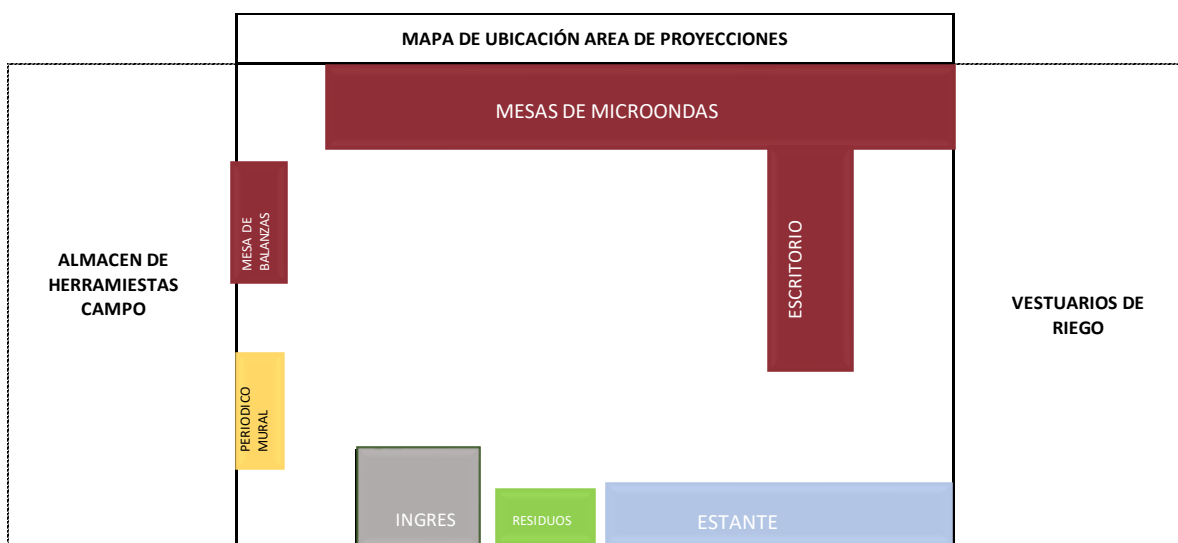 MAPA DE UBICACIÓN AREA DE PROYECCIONES
MESAS DE MICROONDAS
MESA DE
BALANZAS
ESCRITORIO
ALMACEN DE
HERRAMIESTAS
CAMPO
VESTUARIOS DE
RIEGO
PERIODICO
MURAL
INGRES
RESIDUOS
ESTANTE